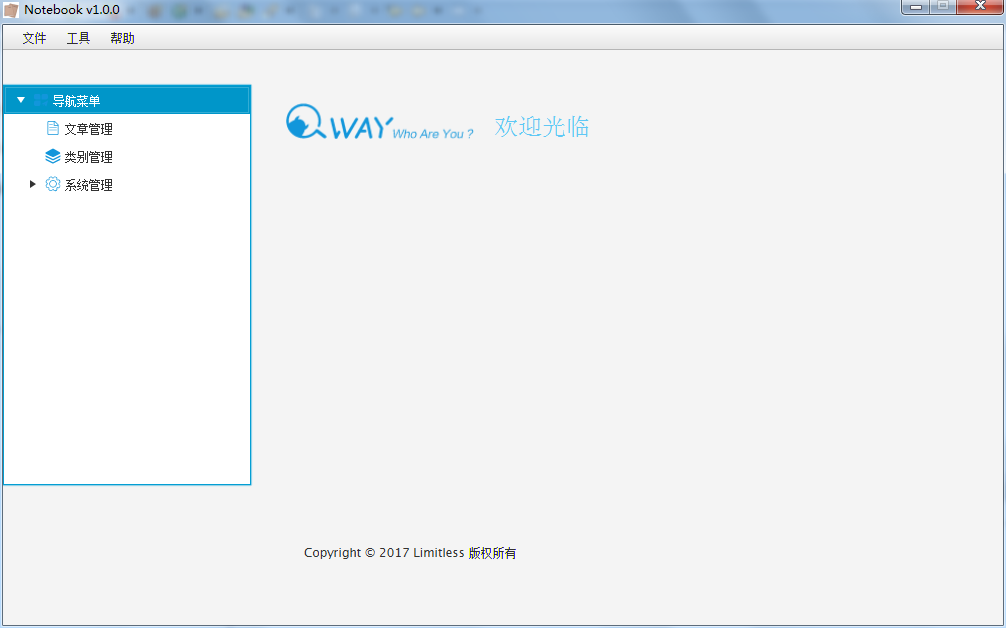 Notebook v1.0.0
文件 工具 帮助
导航菜单
文章管理
类别管理
系统管理
QWAY Who Are You ? 欢迎光临
Copyright © 2017 Limitless 版权所有